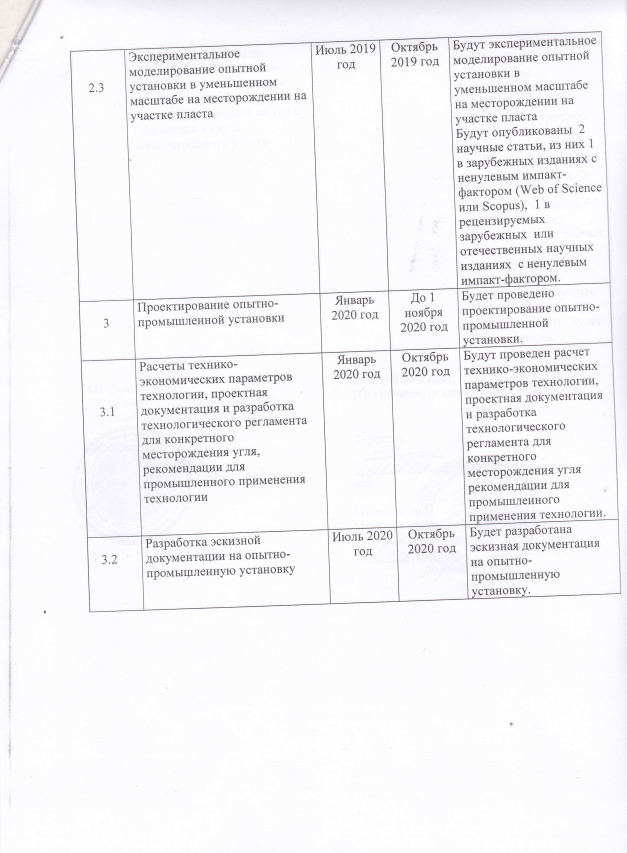 2.3
Экспериментальное
моделирование опытной
установки в уменьшенном
масштабе на месторождении на
участке пласта
Июль 2019
год
Октябрь
2019 год
Будут экспериментальное
моделирование опытной
установки в
уменьшенном масштабе
на месторождении на
участке пласта
Будут опубликованы 2
научные статьи, из них 1
в зарубежных изданиях с
ненулевым импакт-
фактором (Web of Science
или Scopus), 1 в
рецензируемых
зарубежных или
отечественных научных
изданиях с ненулевым
импакт-фактором.
3
Проектирование опытно-
промышленной установки
Январь
2020 год
До 1
ноября
2020 год
Будет проведено
проектирование опытно-
промышленной
установки.
3.1
Расчеты технико-
экономических параметров
технологии, проектная
документация и разработка
технологического регламента
для конкретного
месторождения угля,
рекомендации для
промышленного применения
технологии
Январь
2020 год
Октябрь
2020 год
Будут проведен расчет
технико-экономических
параметров технологии,
проектная документация
и разработка
технологического
регламента для
конкретного
месторождения угля
рекомендации для
промышленного
применения технологии.
3.2
Разработка эскизной
документации на опытно-
промышленную установку
Июль 2020
год
Октябрь
2020 год
Будет разработана
эскизная документация
на опытно-
промышленную
установку.